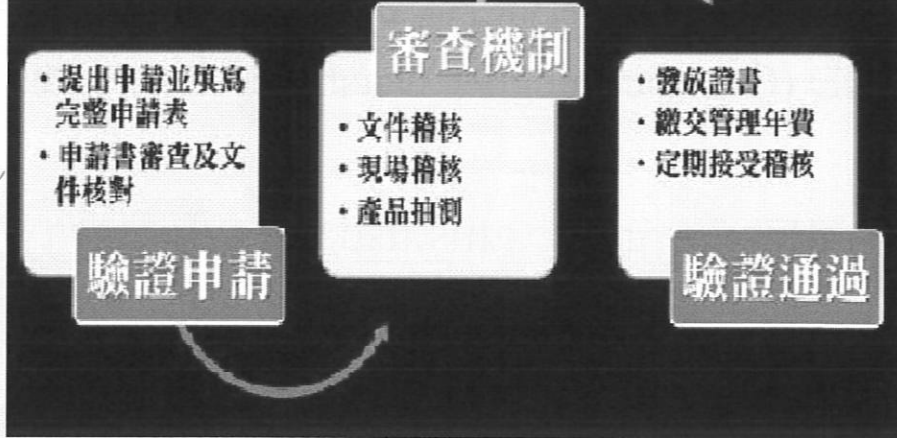 ・提出申請並填寫
完整申請表
・申請書審查及文
件核對
驗證申請
審查機制
・文件稽核
・現場稽核
・產品抽測
・發放證書
・繳交管理年費
・定期接受稽核
驗證通過